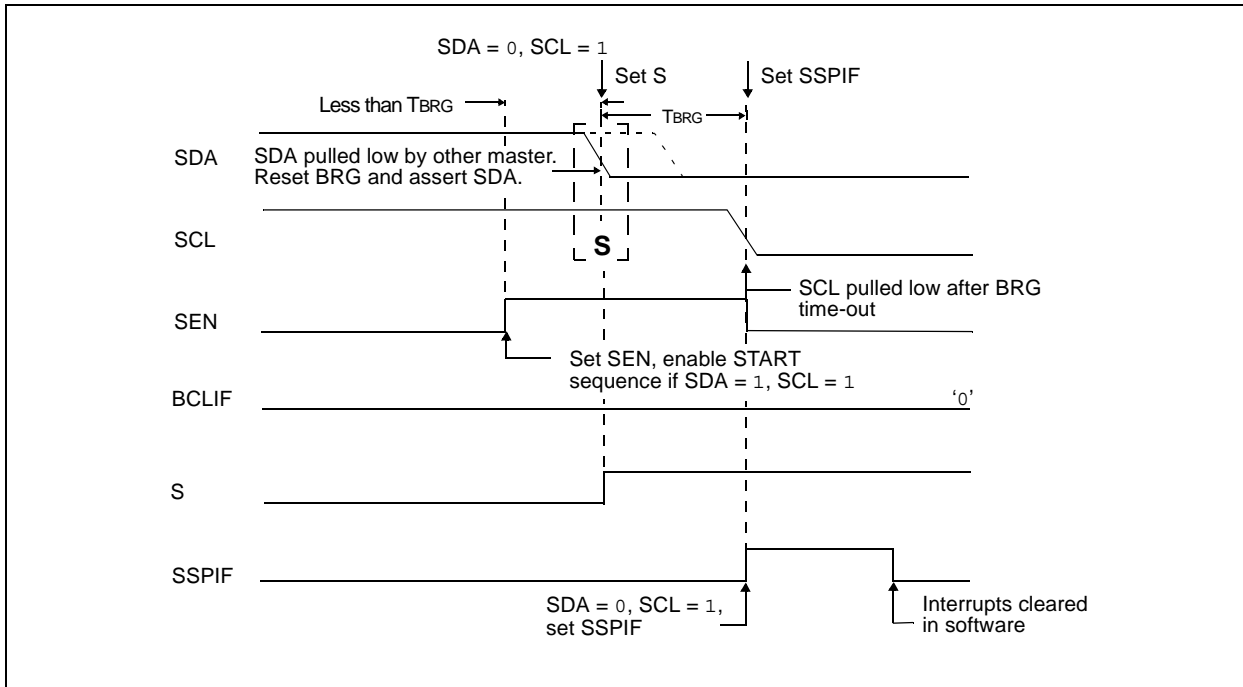 SDA = 0, SCL = 1
Set S
Set SSPIF
Less than TBRG
TBRG
SDA
SDA pulled low by other master.
Reset BRG and assert SDA.
SCL
S
SCL pulled low after BRG
time-out
SEN
Set SEN, enable START
sequence if SDA = 1, SCL = 1
BCLIF
‘0’
S
SSPIF
SDA = 0, SCL = 1,
set SSPIF
Interrupts cleared
in software